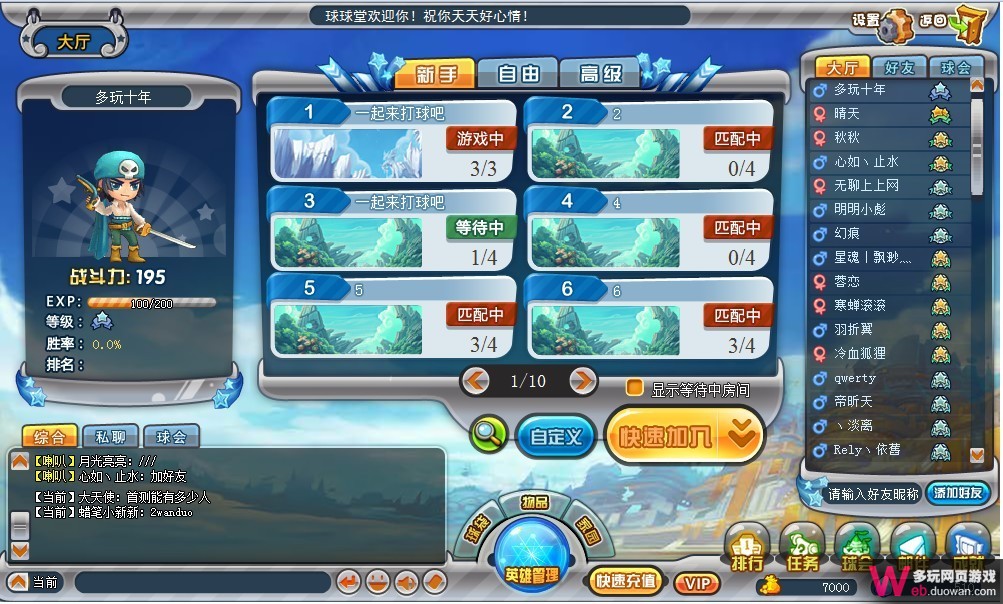 球球堂欢迎你！祝你天天好心情！
大厅
设置 返回
多玩十年
战斗力: 195
EXP: 100/200
等级：
胜率： 0.0%
排名：
新手 自由 高级
1 一起来打球吧
游戏中
3/3
2 2
匹配中
0/4
3 一起来打球吧
等待中
1/4
4 4
匹配中
0/4
5 5
匹配中
3/4
6 6
匹配中
3/4
1/10
显示等待中房间
自定义
快速加入
大厅 好友 球会
多玩十年
晴天
秋秋
心如丶止水
无聊上上网
明明小彪
幻痕
星魂丨飘渺...
蓉恋
寒蝉滚滚
羽折翼
冷血狐狸
qwerty
帝昕天
丶淡离
Rely丶依舊
请输入好友昵称 添加好友
综合 私聊 球会
【喇叭】月光亮亮: ///
【喇叭】心如丶止水: 加好友
【当前】大天使: 首测能有多少人
【当前】蜡笔小新新: 2wanduo
当前
球袋
物品
家园
英雄管理
快速充值
VIP
排行 任务 球会 邮件
7000
多玩网页游戏
Web.duowan.com